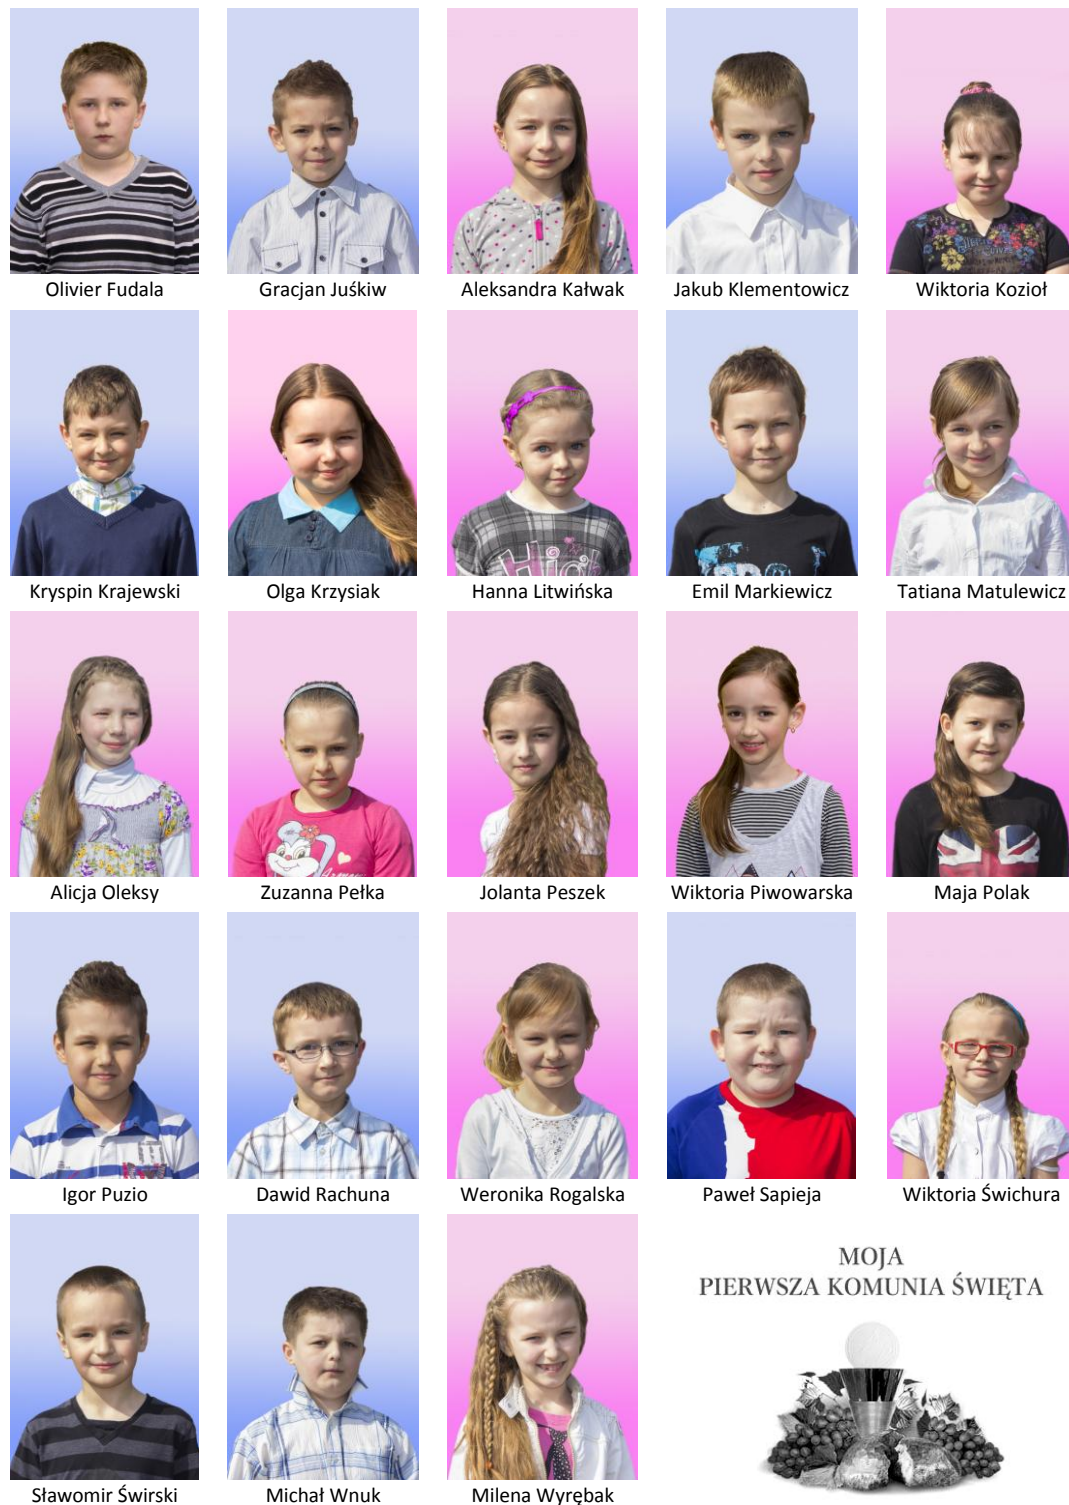 Olivier Fudala
Gracjan Juśkiw
Aleksandra Kałwak
Jakub Klementowicz
Wiktoria Kozioł
Kryspin Krajewski
Olga Krzysiak
Hanna Litwińska
Emil Markiewicz
Tatiana Matulewicz
Alicja Oleksy
Zuzanna Pełka
Jolanta Peszek
Wiktoria Piwowarska
Maja Polak
Igor Puzio
Dawid Rachuna
Weronika Rogalska
Paweł Sapieja
Wiktoria Świchura
MOJA
PIERWSZA KOMUNIA ŚWIĘTA
Sławomir Świrski
Michał Wnuk
Milena Wyrębak